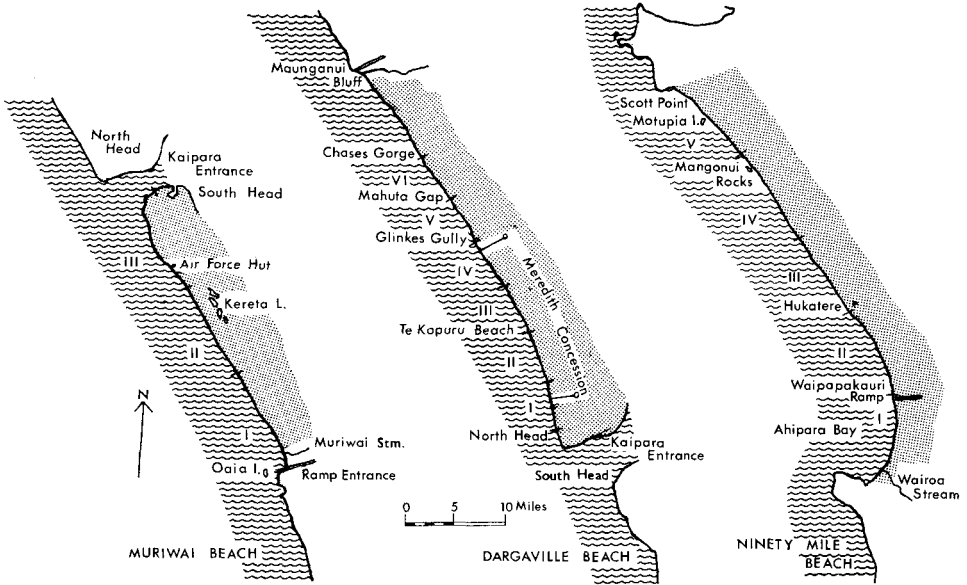 North
Head
Kaipara
Entrance
South Head
III
Air Force Hut
Kereta L.
II
N
I
Muriwai Stm.
Oaia I.
Ramp Entrance
MURIWAI BEACH
Maunganui
Bluff
Chases Gorge
VI
Mahuta Gap
V
Glinkes Gully
IV
Meredith Concession
III
Te Kopuru Beach
II
I
North Head
Kaipara
Entrance
South Head
0 5 10 Miles
DARGAVILLE BEACH
Scott Point
Motupia I.
V
Mangonui
Rocks
IV
III
Hukatere
II
Waipapakauri
Ramp
I
Ahipara Bay
Wairoa
Stream
NINETY MILE
BEACH